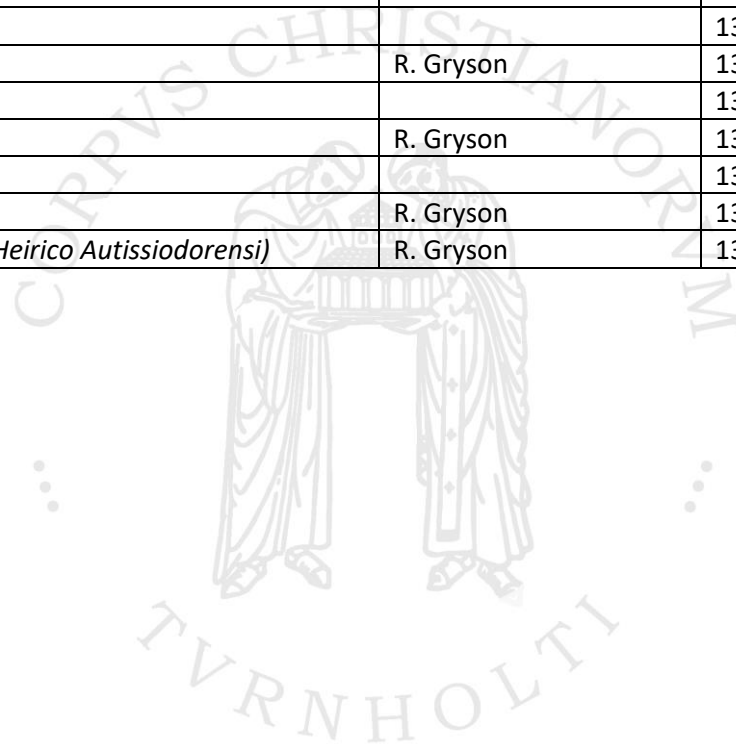 13
R. Gryson 13
13
R. Gryson 13
13
R. Gryson 13
Heirico Autissiodorensi) R. Gryson 13
CORPVS CHRISTIANORVM
TVRNHOLTI